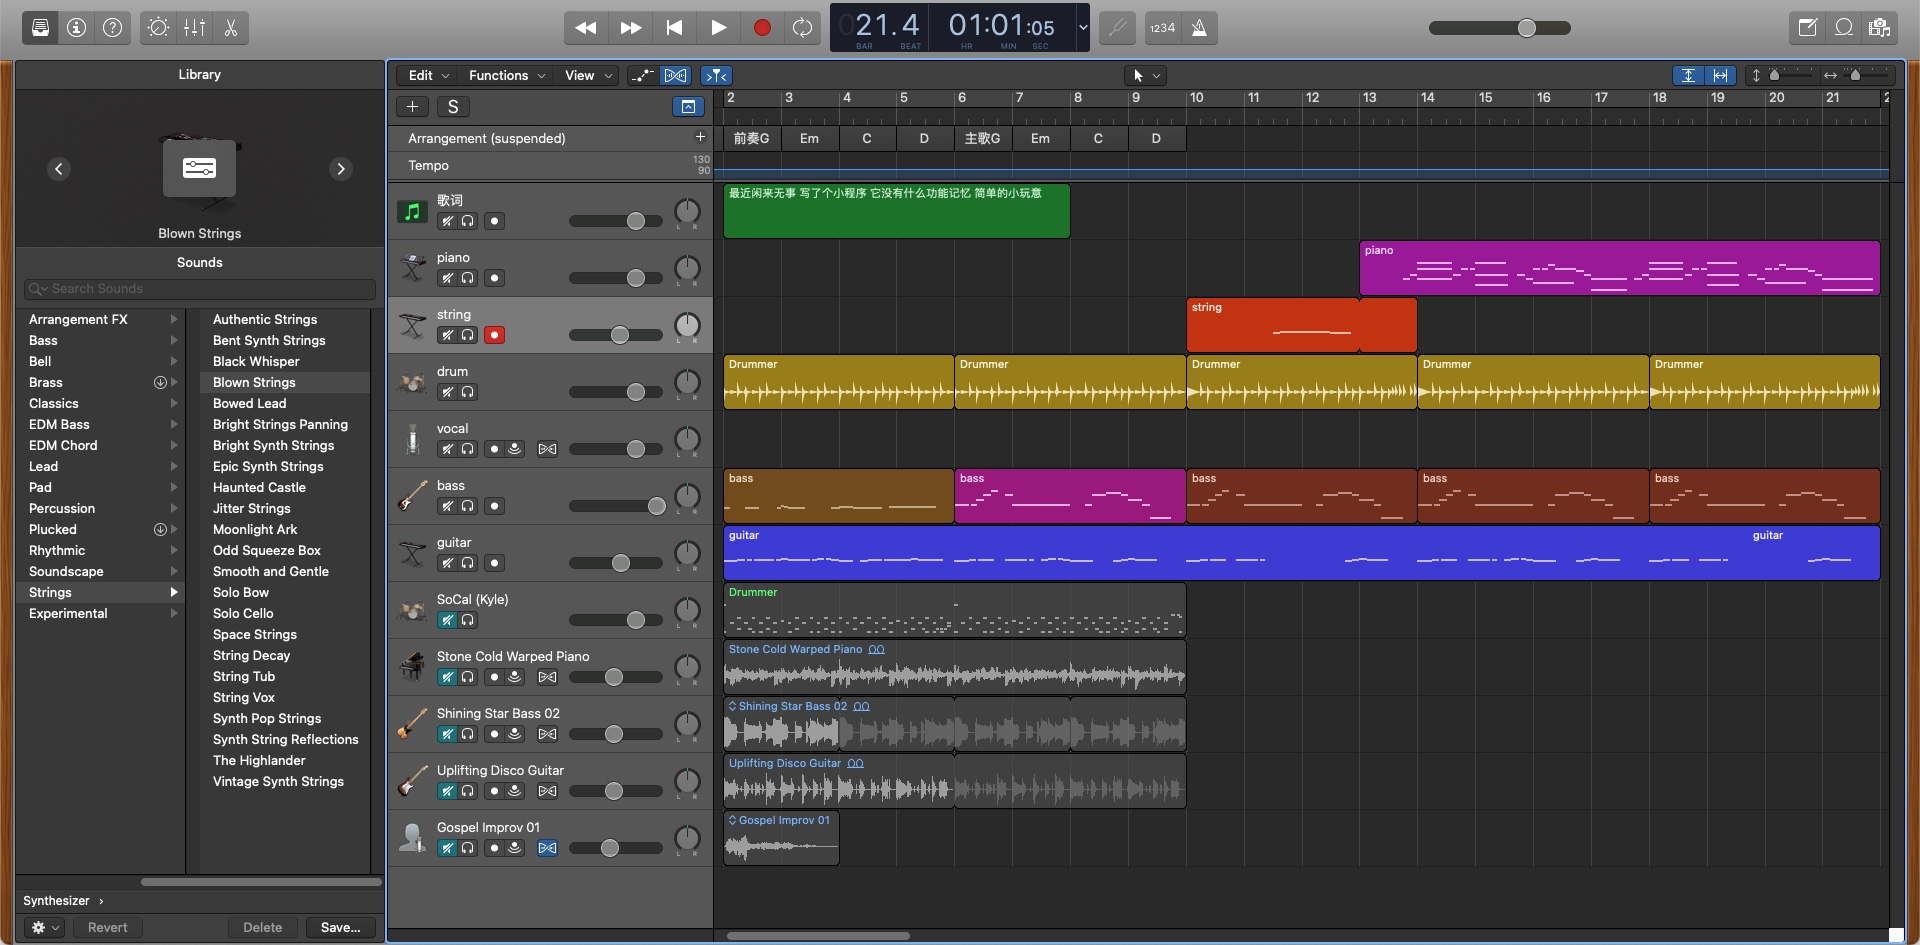 021.4
BAR
BEAT
01:01:05
HR
MIN
SEC
1234
Library
Edit
Functions
View
S
Blown Strings
Sounds
Search Sounds
Arrangement FX
Bass
Bell
Brass
Classics
EDM Bass
EDM Chord
Lead
Pad
Percussion
Plucked
Rhythmic
Soundscape
Strings
Experimental
Authentic Strings
Bent Synth Strings
Black Whisper
Blown Strings
Bowed Lead
Bright Strings Panning
Bright Synth Strings
Epic Synth Strings
Haunted Castle
Jitter Strings
Moonlight Ark
Odd Squeeze Box
Smooth and Gentle
Solo Bow
Solo Cello
Space Strings
String Decay
String Tub
String Vox
Synth Pop Strings
Synth String Reflections
The Highlander
Vintage Synth Strings
Synthesizer ›
Revert
Delete
Save...
2 3 4 5 6 7 8 9 10 11 12 13 14 15 16 17 18 19 20 21
Arrangement (suspended)
前奏G Em C D 主歌G Em C D
Tempo
130
90
歌词
L R
最近闲来无事 写了个小程序 它没有什么功能记忆 简单的小玩意
piano
L R
piano
string
L R
string
drum
L R
Drummer Drummer Drummer Drummer Drummer
vocal
L R
bass
L R
bass bass bass bass bass
guitar
L R
guitar guitar
SoCal (Kyle)
L R
Drummer
Stone Cold Warped Piano
L R
Stone Cold Warped Piano
Shining Star Bass 02
L R
Shining Star Bass 02
Uplifting Disco Guitar
L R
Uplifting Disco Guitar
Gospel Improv 01
L R
Gospel Improv 01